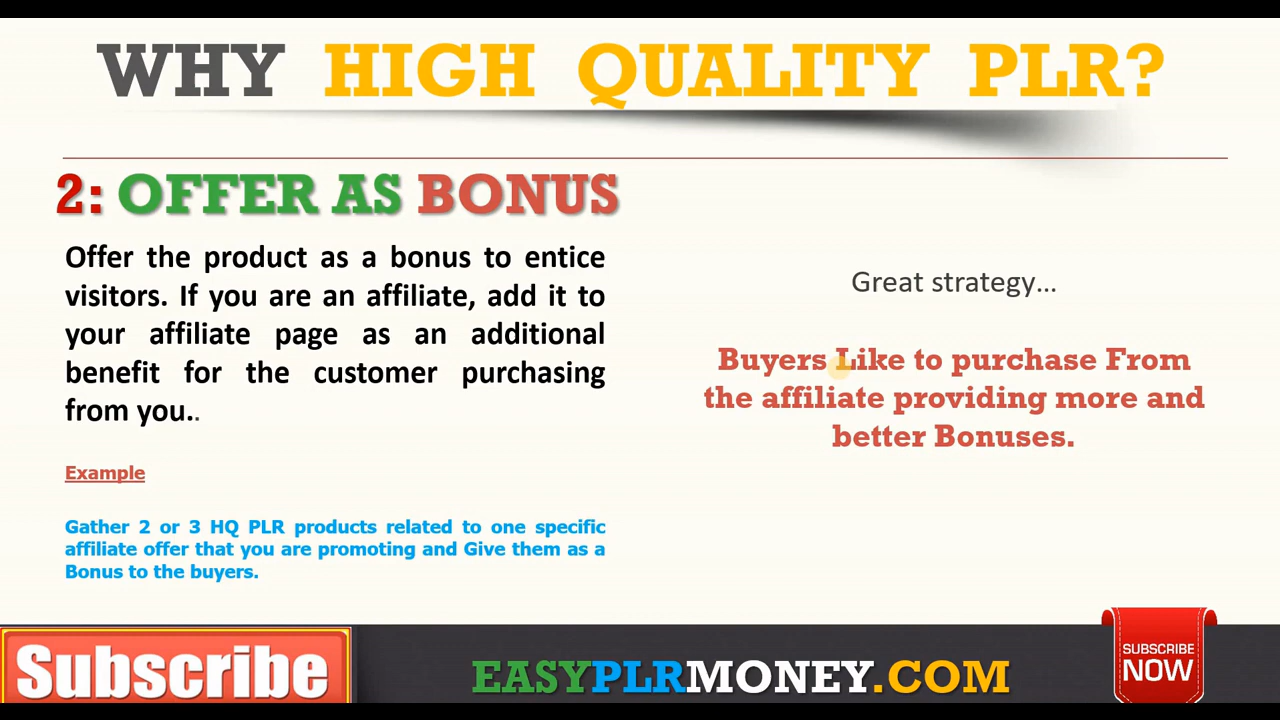 WHY HIGH QUALITY PLR?
2: OFFER AS BONUS
Offer the product as a bonus to entice
visitors. If you are an affiliate, add it to
your affiliate page as an additional
benefit for the customer purchasing
from you..
Example
Gather 2 or 3 HQ PLR products related to one specific
affiliate offer that you are promoting and Give them as a
Bonus to the buyers.
Great strategy...
Buyers Like to purchase From
the affiliate providing more and
better Bonuses.
Subscribe
EASYPLRMONEY.COM
SUBSCRIBE
NOW